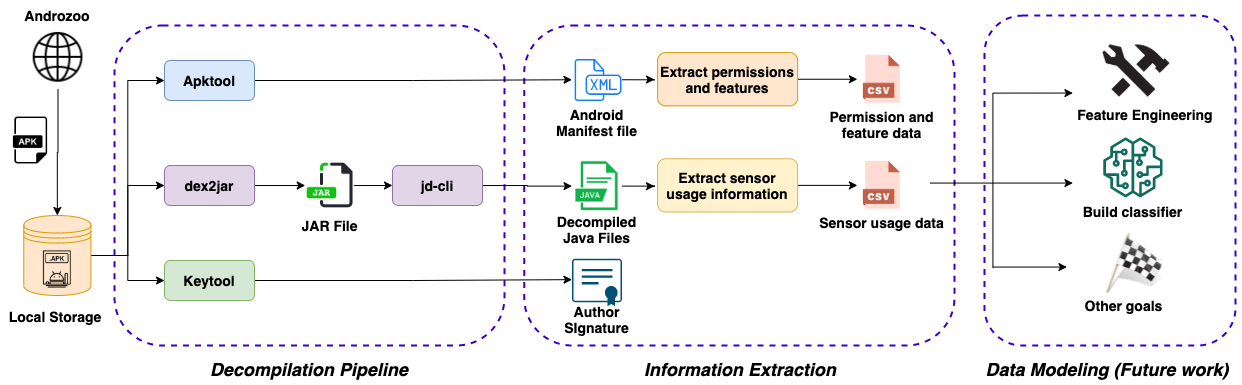 Androzoo
APK
.APK
Local Storage
Apktool
dex2jar
JAR
JAR File
jd-cli
Keytool
Decompilation Pipeline
XML
Android
Manifest file
Extract permissions
and features
CSV
Permission and
feature data
JAVA
Decompiled
Java Files
Extract sensor
usage information
CSV
Sensor usage data
Author
SIgnature
Information Extraction
Feature Engineering
Build classifier
Other goals
Data Modeling (Future work)